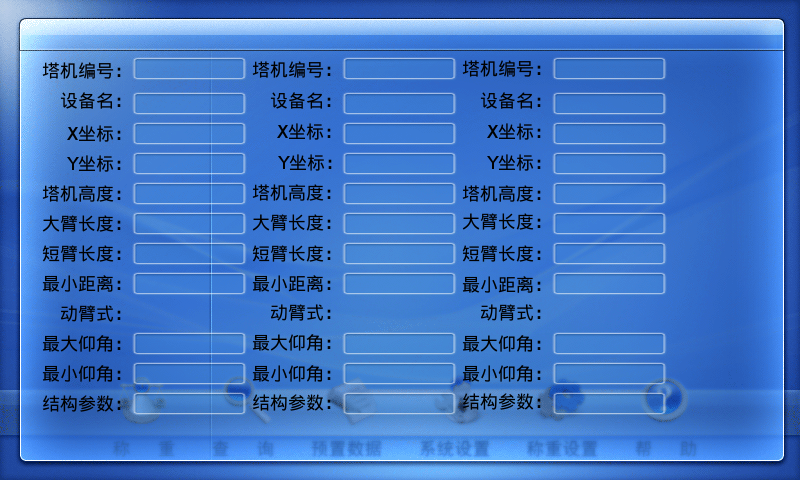 塔机编号: 塔机编号: 塔机编号:
设备名: 设备名: 设备名:
X坐标: X坐标: X坐标:
Y坐标: Y坐标: Y坐标:
塔机高度: 塔机高度: 塔机高度:
大臂长度: 大臂长度: 大臂长度:
短臂长度: 短臂长度: 短臂长度:
最小距离: 最小距离: 最小距离:
动臂式: 动臂式: 动臂式:
最大仰角: 最大仰角: 最大仰角:
最小仰角: 最小仰角: 最小仰角:
结构参数: 结构参数: 结构参数:
称 重 查 询 预置数据 系统设置 称重设置 帮 助